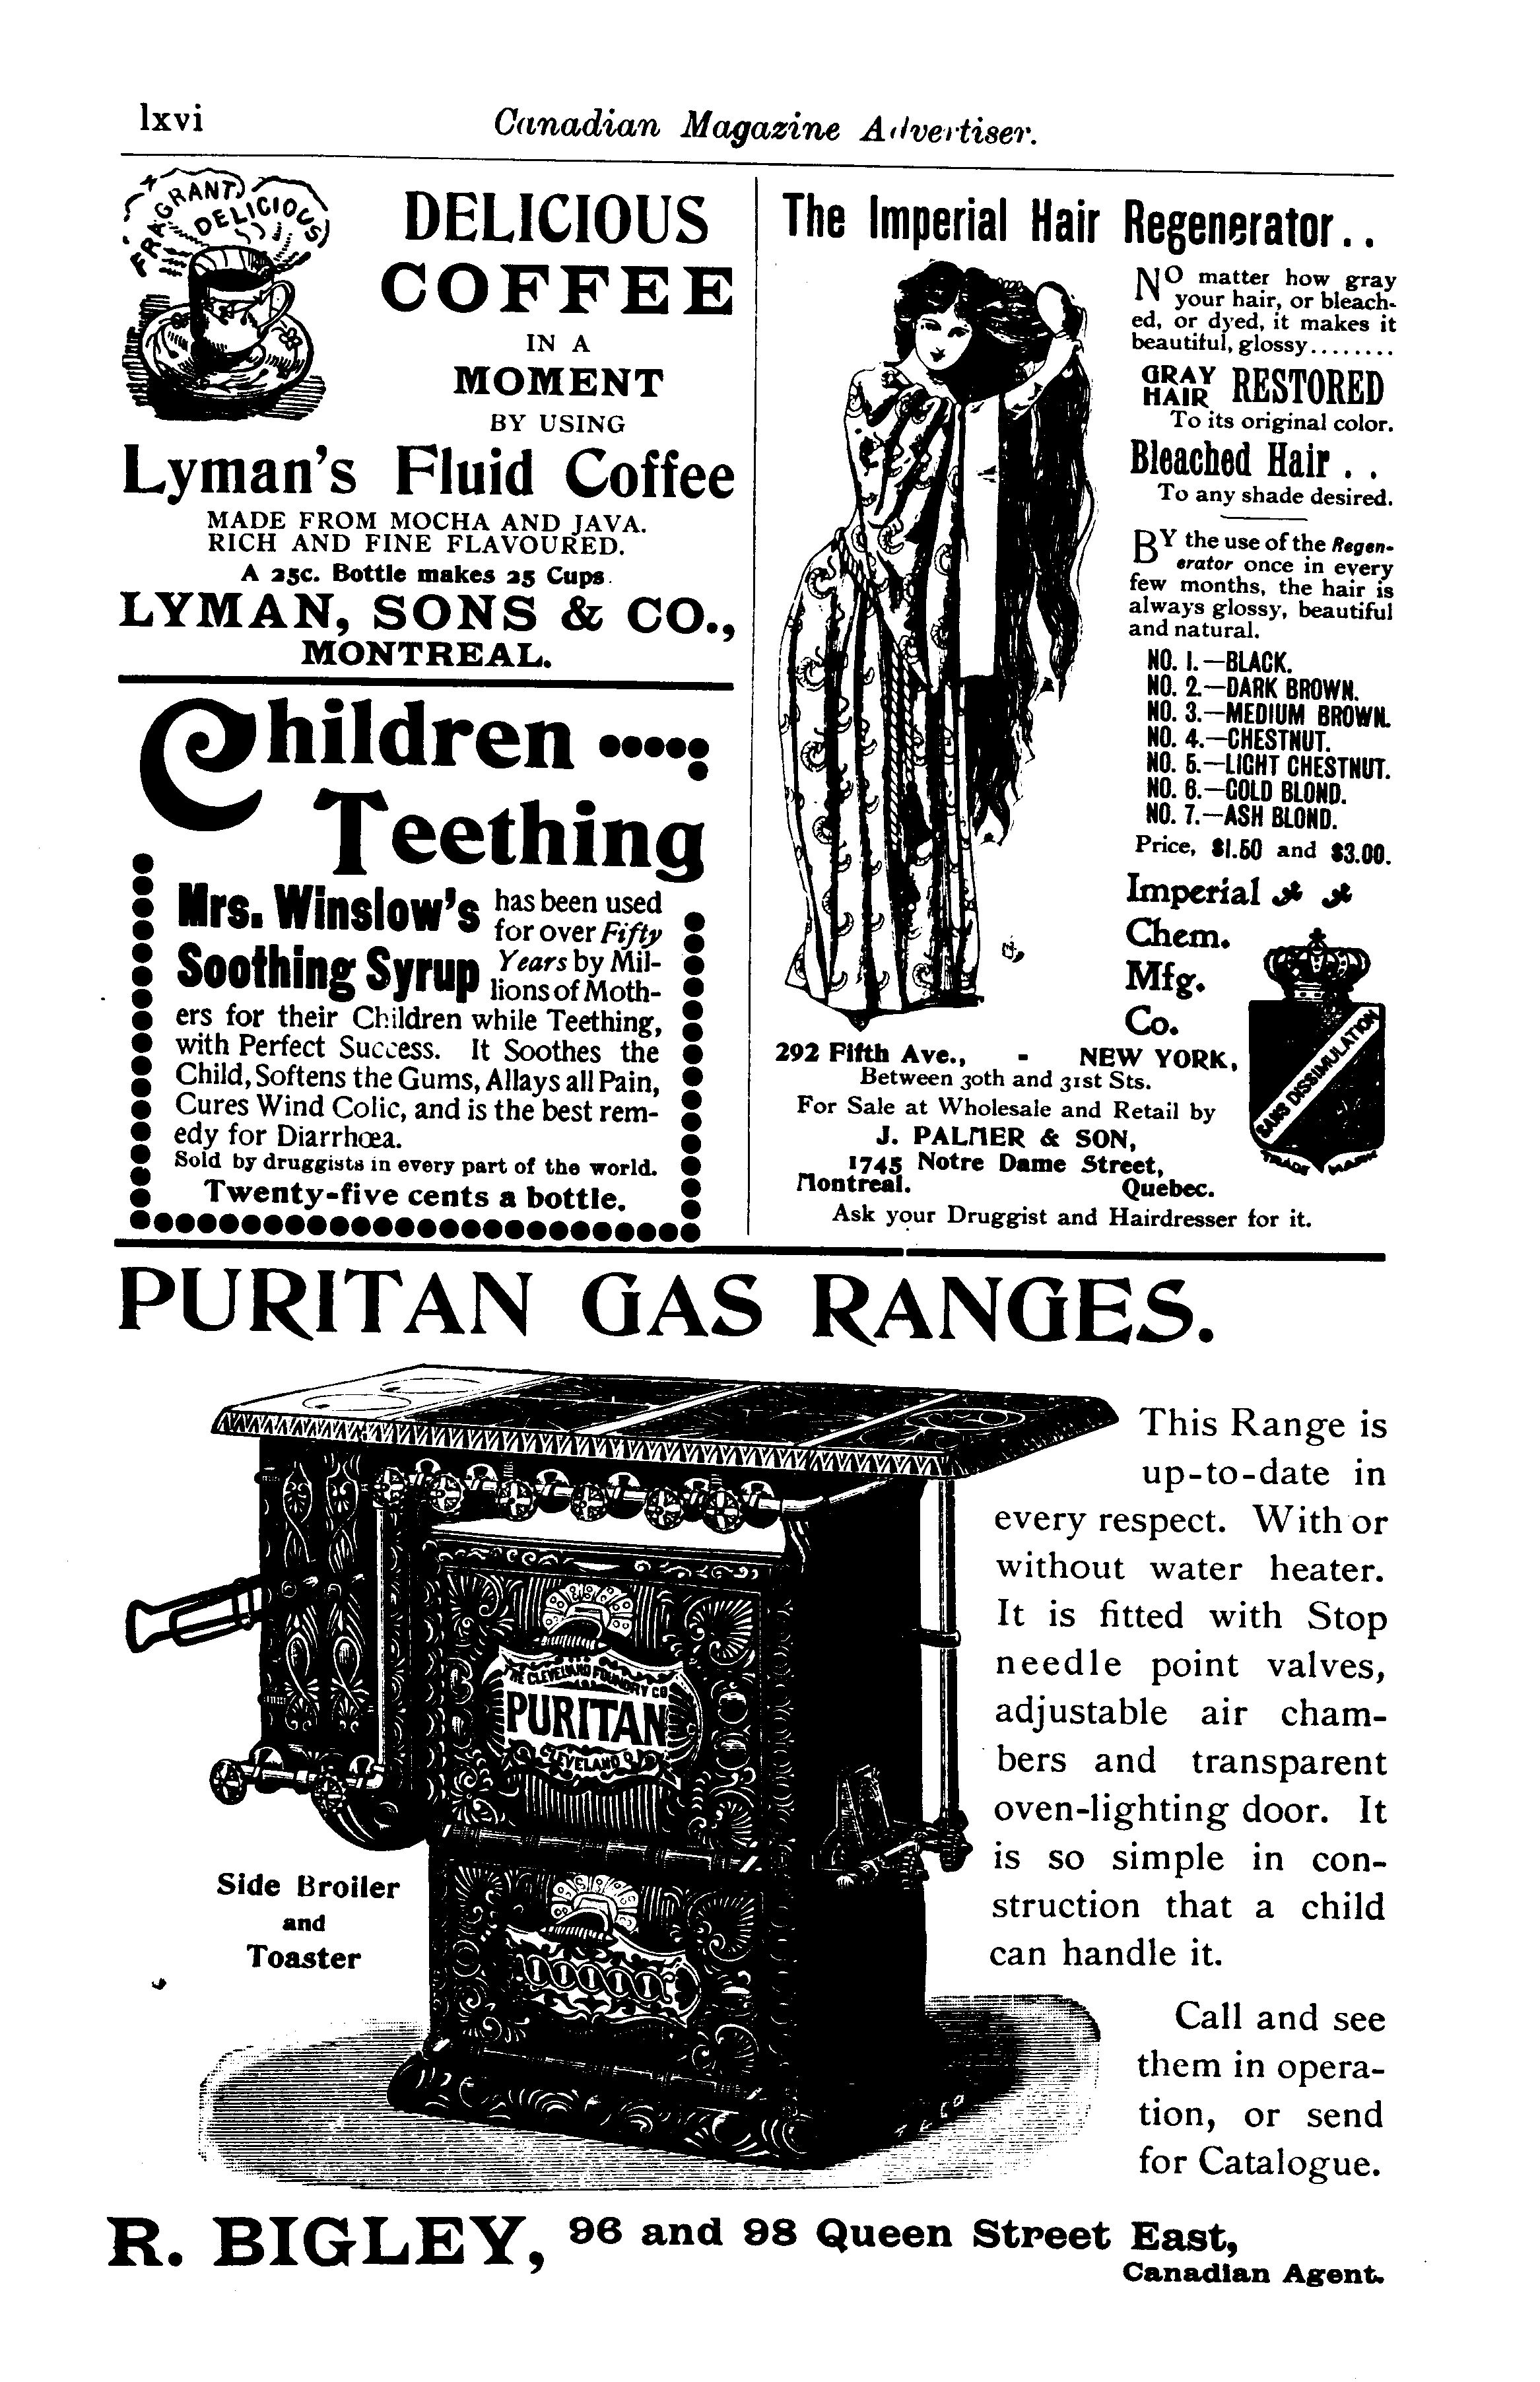 lxvi
Canadian Magazine Advertiser.
FRAGRANT
DELICIOUS
DELICIOUS
COFFEE
IN A
MOMENT
BY USING
Lyman's Fluid Coffee
MADE FROM MOCHA AND JAVA.
RICH AND FINE FLAVOURED.
A 25c. Bottle makes 25 Cups.
LYMAN, SONS & CO.,
MONTREAL.
Children
Teething
Mrs. Winslow's
Soothing Syrup
has been used
for over Fifty
Years by Mil-
lions of Moth-
ers for their Children while Teething,
with Perfect Success. It Soothes the
Child, Softens the Gums, Allays all Pain,
Cures Wind Colic, and is the best rem-
edy for Diarrhœa.
Sold by druggists in every part of the world.
Twenty-five cents a bottle.
The Imperial Hair Regenerator..
NO matter how gray
your hair, or bleach-
ed, or dyed, it makes it
beautiful, glossy........
GRAY HAIR RESTORED
To its original color.
Bleached Hair . .
To any shade desired.
BY the use of the Regen-
erator once in every
few months, the hair is
always glossy, beautiful
and natural.
NO. 1.—BLACK.
NO. 2.—DARK BROWN.
NO. 3.—MEDIUM BROWN.
NO. 4.—CHESTNUT.
NO. 5.—LIGHT CHESTNUT.
NO. 6.—GOLD BLOND.
NO. 7.—ASH BLOND.
Price, $1.50 and $3.00.
Imperial
Chem.
Mfg.
Co.
SANS DISSIMULATION
TRADE MARK
292 Fifth Ave., - NEW YORK,
Between 30th and 31st Sts.
For Sale at Wholesale and Retail by
J. PALMER & SON,
1745 Notre Dame Street,
Montreal. Quebec.
Ask your Druggist and Hairdresser for it.
PURITAN GAS RANGES.
THE CLEVELAND FOUNDRY CO
PURITAN
CLEVELAND O.
Side Broiler
and
Toaster
This Range is
up-to-date in
every respect. With or
without water heater.
It is fitted with Stop
needle point valves,
adjustable air cham-
bers and transparent
oven-lighting door. It
is so simple in con-
struction that a child
can handle it.
Call and see
them in opera-
tion, or send
for Catalogue.
R. BIGLEY, 96 and 98 Queen Street East,
Canadian Agent.